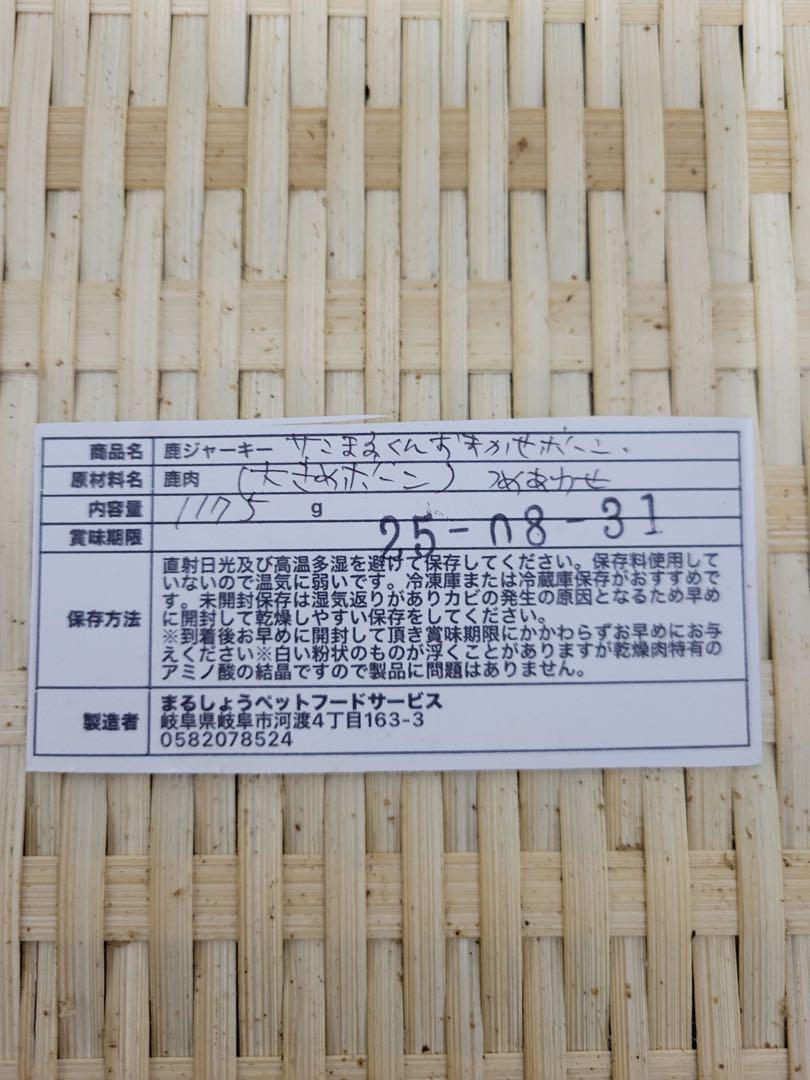 商品名 鹿ジャーキー サこまるくんおまかせボーン.
原材料名 鹿肉 (大きめボーン) つめあわせ
内容量 1175 g
賞味期限 25-08-31
保存方法 直射日光及び高温多湿を避けて保存してください。保存料使用して
いないので温気に弱いです。冷凍庫または冷蔵庫保存がおすすめで
す。未開封保存は湿気返りがありカビの発生の原因となるため早め
に開封して乾燥しやすい保存をしてください。
※到着後お早めに開封して頂き賞味期限にかかわらずお早めにお与
えください※白い粉状のものが浮くことがありますが乾燥肉特有の
アミノ酸の結晶ですので製品に問題はありません。
製造者 まるしょうペットフードサービス
岐阜県岐阜市河渡4丁目163-3
0582078524